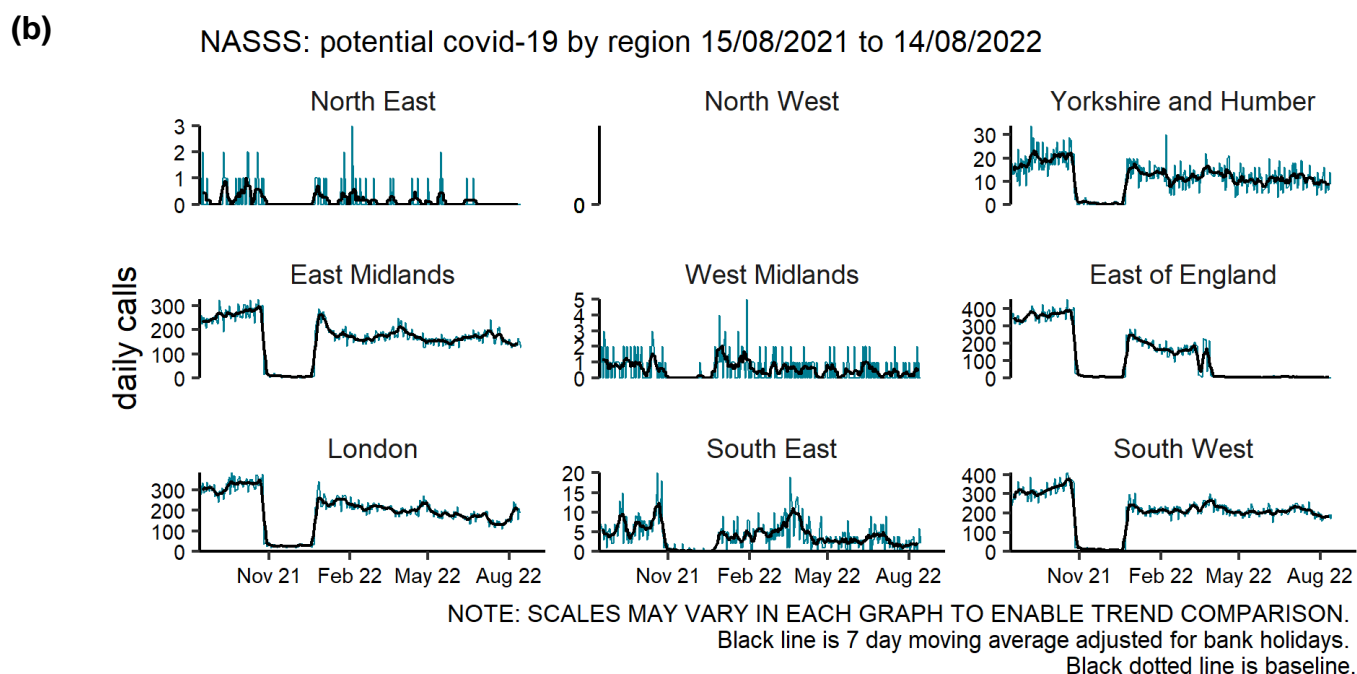 (b)
NASSS: potential covid-19 by region 15/08/2021 to 14/08/2022
daily calls
North East
3
2
1
0
North West
0
Yorkshire and Humber
30
20
10
0
East Midlands
300
200
100
0
West Midlands
5
4
3
2
2
1
0
0
East of England
400
300
200
100
0
London
300
200
100
0
Nov 21 Feb 22 May 22 Aug 22
South East
20
15
10
5
0
Nov 21 Feb 22 May 22 Aug 22
South West
400
300
200
100
0
Nov 21 Feb 22 May 22 Aug 22
NOTE: SCALES MAY VARY IN EACH GRAPH TO ENABLE TREND COMPARISON.
Black line is 7 day moving average adjusted for bank holidays.
Black dotted line is baseline.